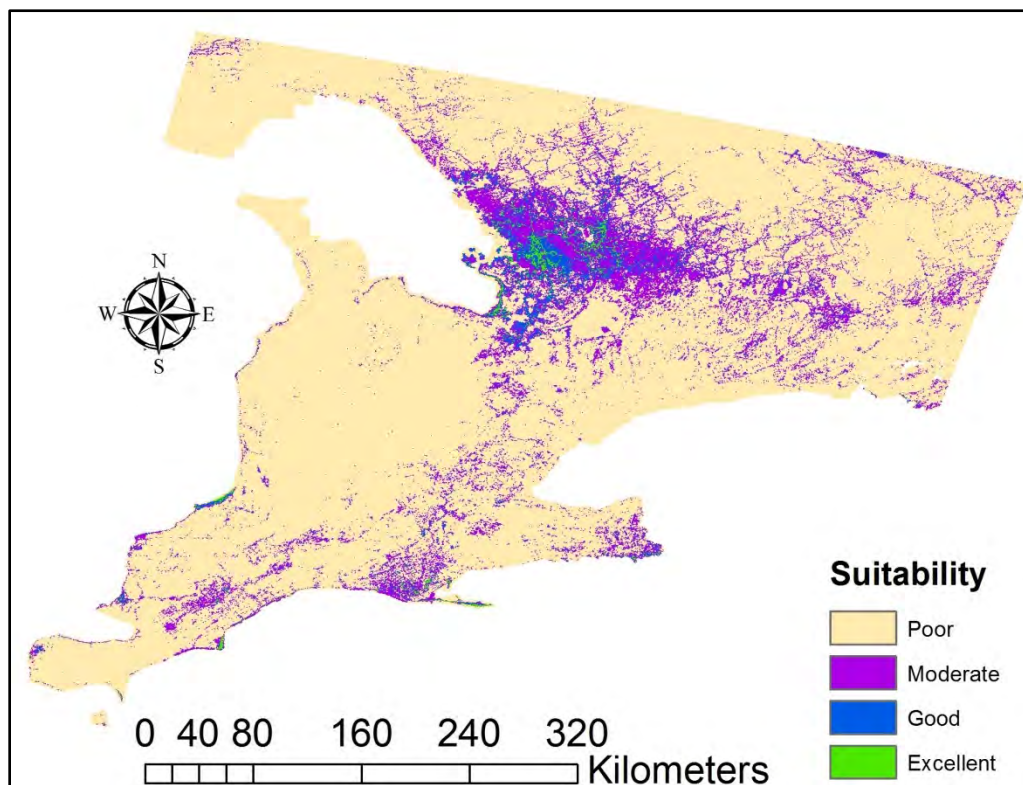 N
W E
S
Suitability
Poor
Moderate
Good
Excellent
0 40 80 160 240 320
Kilometers